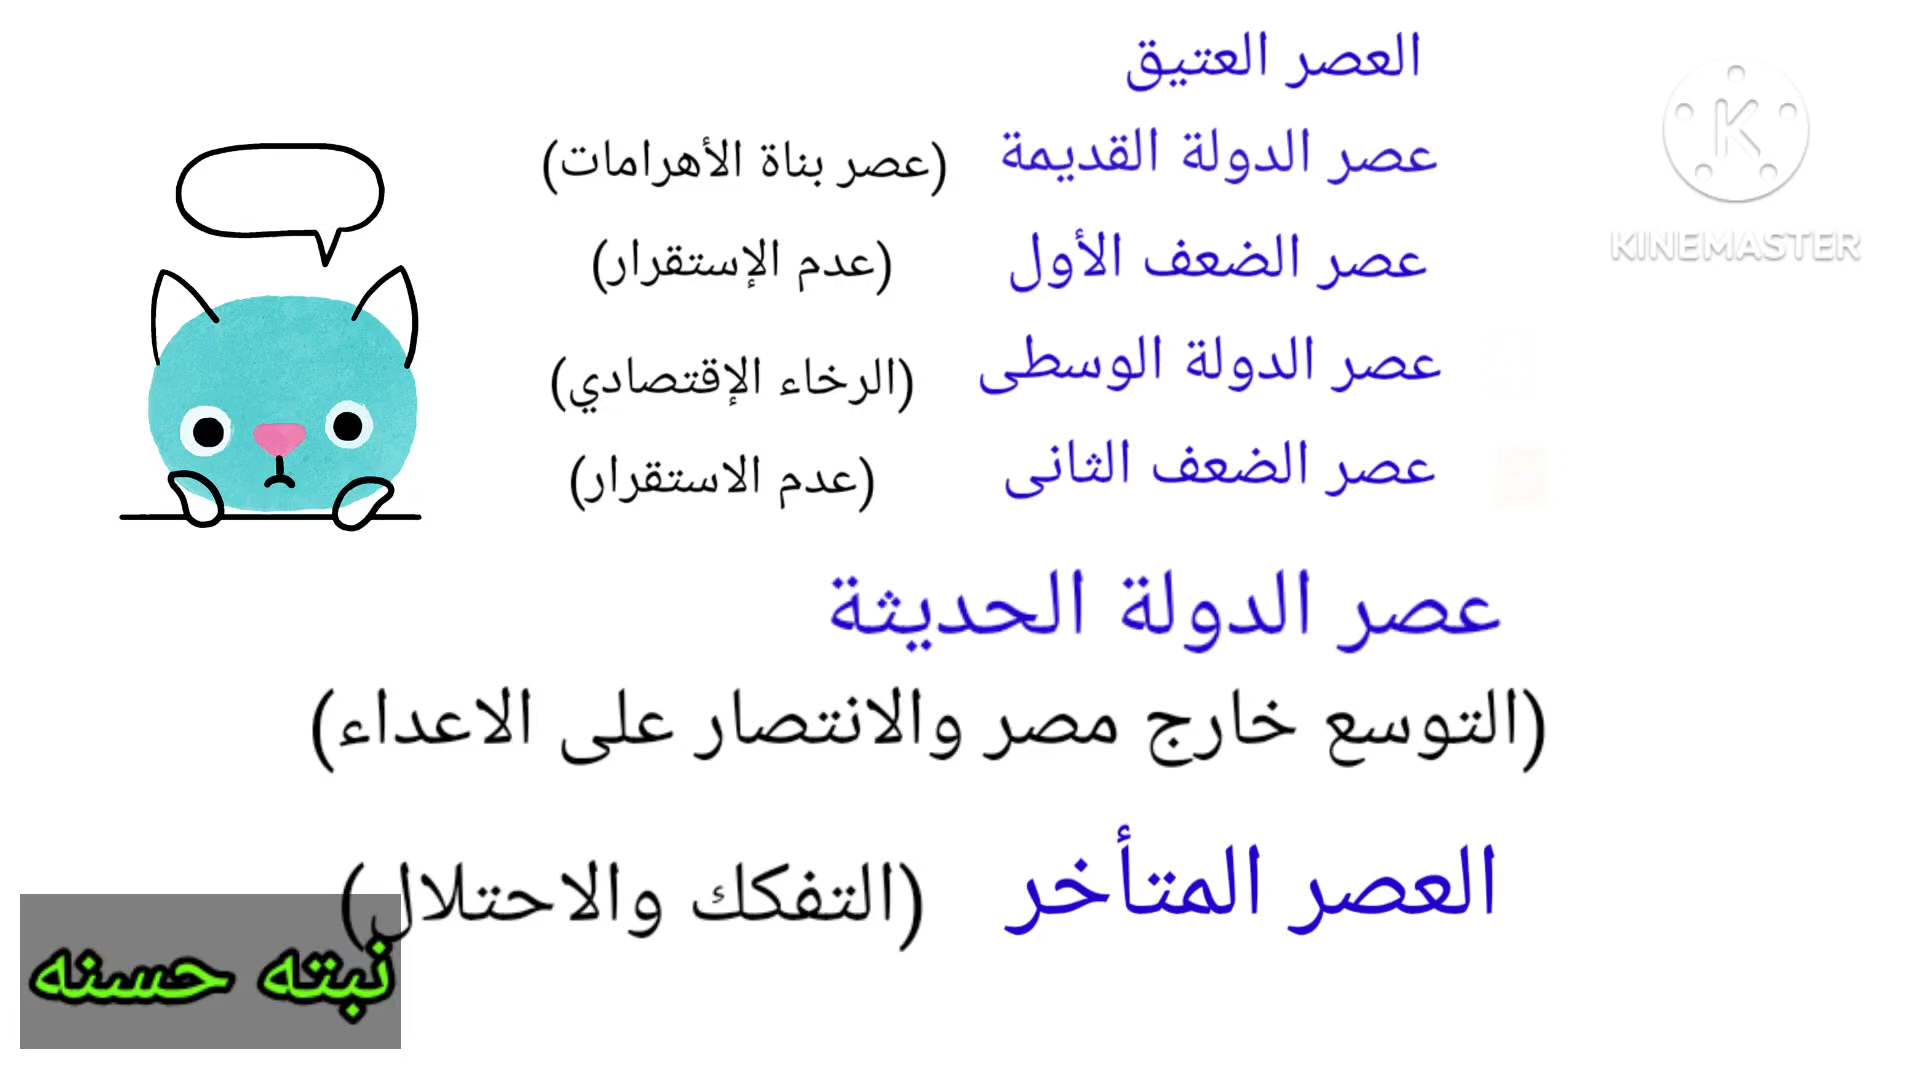 العصر العتيق
عصر الدولة القديمة (عصر بناة الأهرامات)
عصر الضعف الأول (عدم الإستقرار)
عصر الدولة الوسطى (الرخاء الإقتصادي)
عصر الضعف الثانى (عدم الاستقرار)
عصر الدولة الحديثة
(التوسع خارج مصر والانتصار على الاعداء)
العصر المتأخر (التفكك والاحتلال)
نبته حسنه
K
KINEMASTER